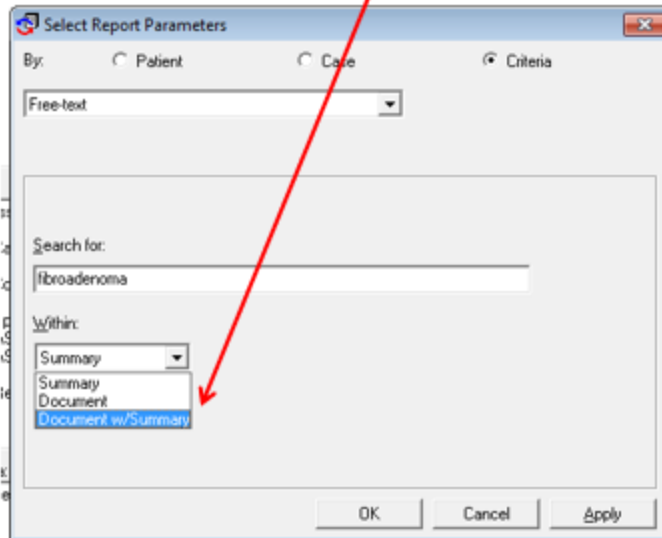 Select Report Parameters
By: Patient Case Criteria
Free-text
Search for:
fibroadenoma
Within:
Summary
Summary
Document
Document w/Summary
OK Cancel Apply